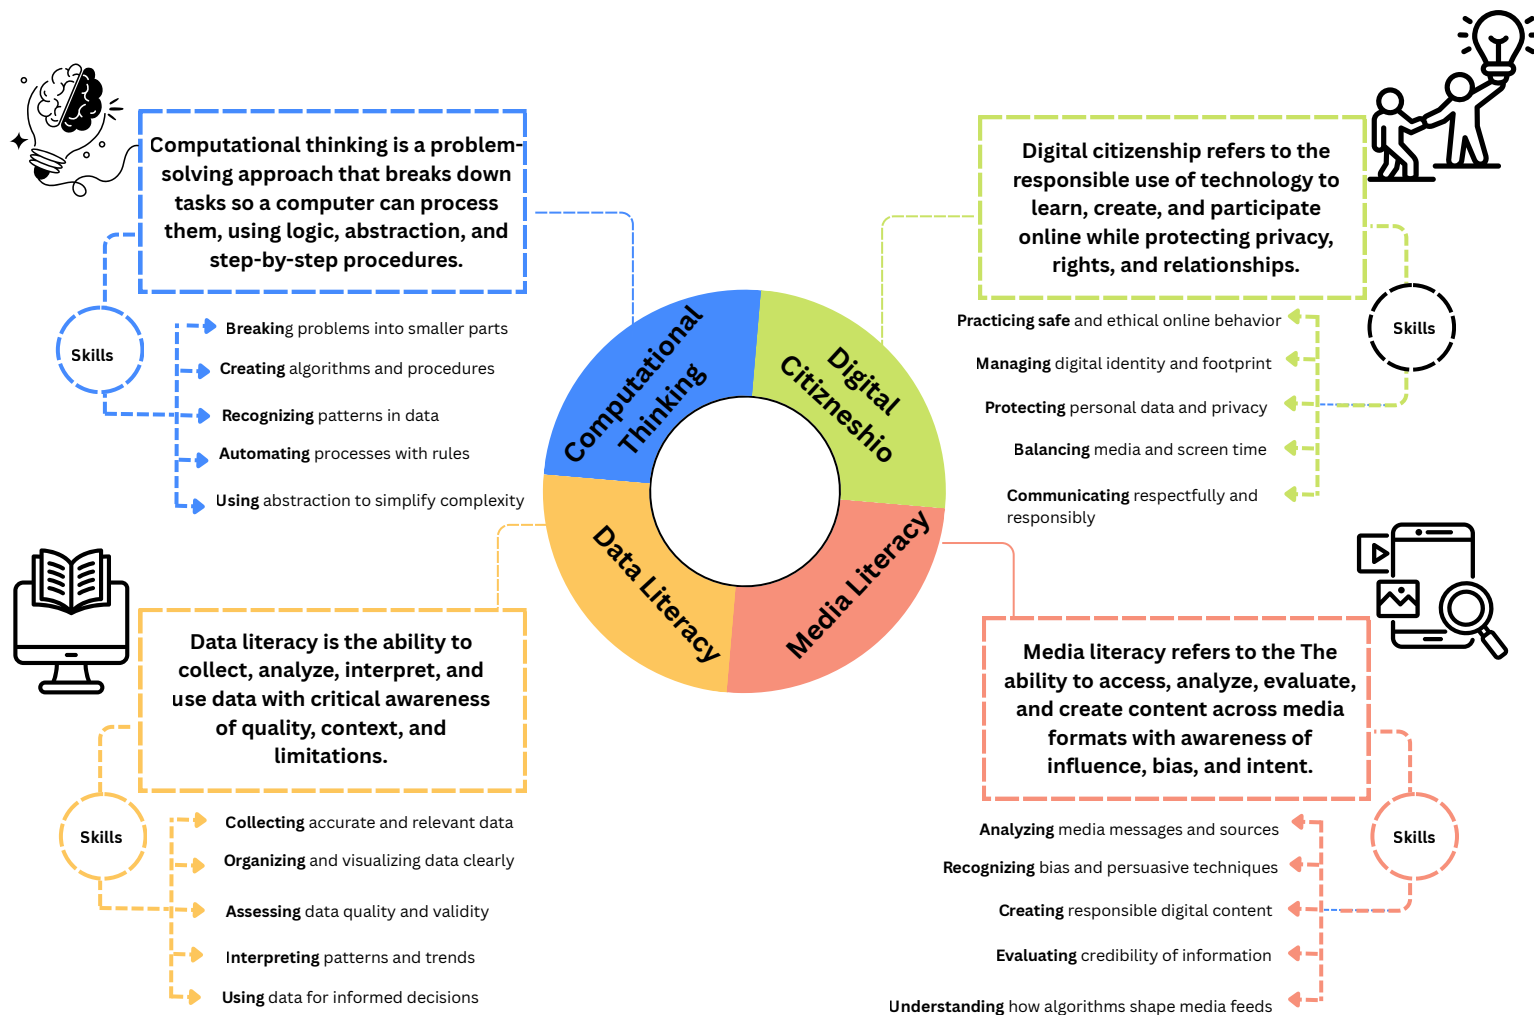 Computational thinking is a problem-
solving approach that breaks down
tasks so a computer can process
them, using logic, abstraction, and
step-by-step procedures.
Skills
Breaking problems into smaller parts
Creating algorithms and procedures
Recognizing patterns in data
Automating processes with rules
Using abstraction to simplify complexity
Digital citizenship refers to the
responsible use of technology to
learn, create, and participate
online while protecting privacy,
rights, and relationships.
Skills
Practicing safe and ethical online behavior
Managing digital identity and footprint
Protecting personal data and privacy
Balancing media and screen time
Communicating respectfully and
responsibly
Computational
Thinking
Digital
Citizneshio
Data Literacy
Media Literacy
Data literacy is the ability to
collect, analyze, interpret, and
use data with critical awareness
of quality, context, and
limitations.
Skills
Collecting accurate and relevant data
Organizing and visualizing data clearly
Assessing data quality and validity
Interpreting patterns and trends
Using data for informed decisions
Media literacy refers to the The
ability to access, analyze, evaluate,
and create content across media
formats with awareness of
influence, bias, and intent.
Skills
Analyzing media messages and sources
Recognizing bias and persuasive techniques
Creating responsible digital content
Evaluating credibility of information
Understanding how algorithms shape media feeds